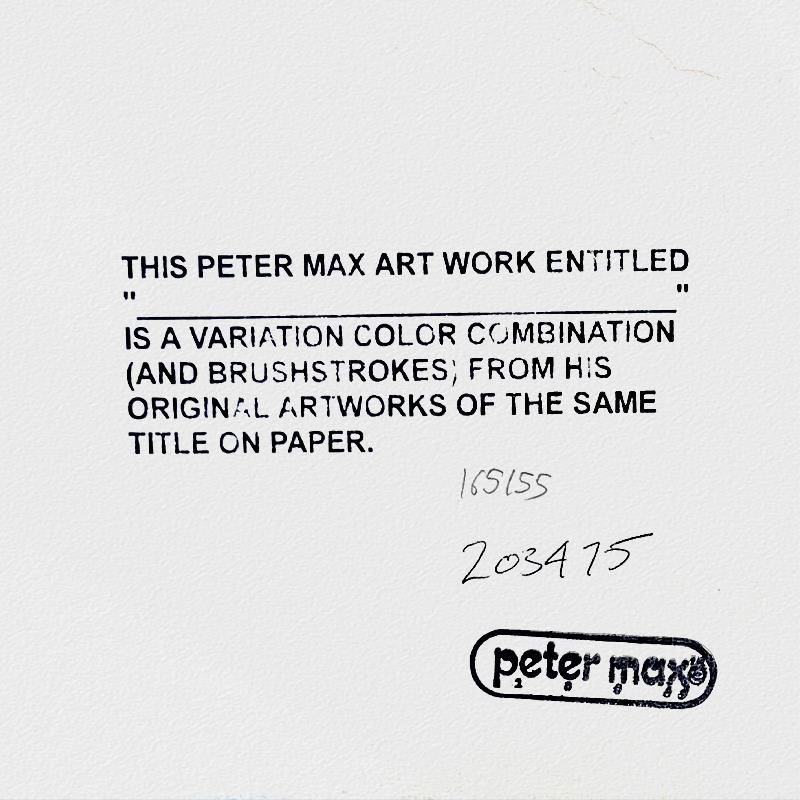 THIS PETER MAX ART WORK ENTITLED
" "
IS A VARIATION COLOR COMBINATION
(AND BRUSHSTROKES) FROM HIS
ORIGINAL ARTWORKS OF THE SAME
TITLE ON PAPER.
165155
203475
peter max